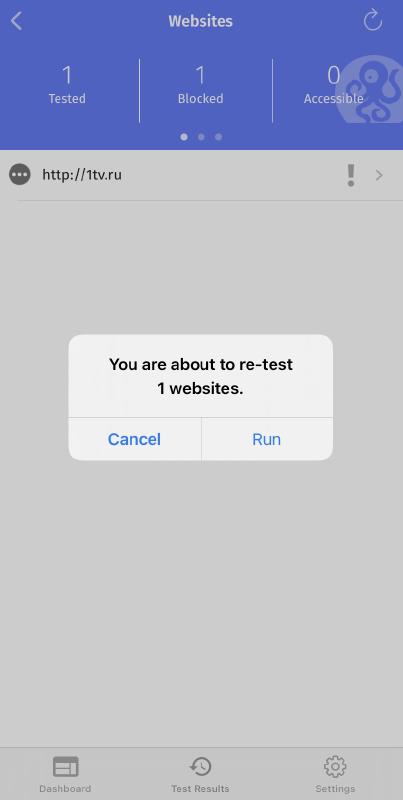 Websites
1
Tested
1
Blocked
0
Accessible
http://1tv.ru
You are about to re-test
1 websites.
Cancel
Run
Dashboard
Test Results
Settings